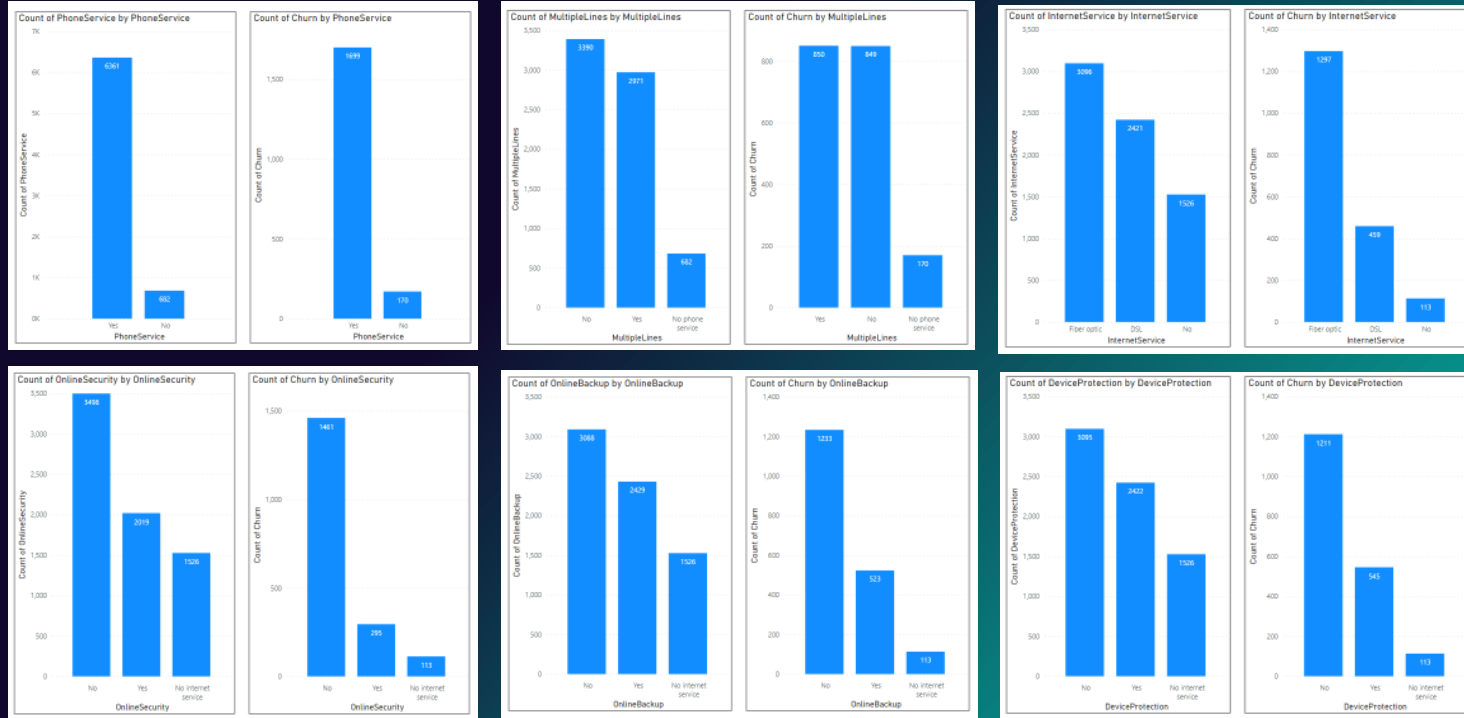 Count of PhoneService by PhoneService
7K
6K
5K
4K
3K
2K
1K
0K
Count of PhoneService
6361
682
Yes No
PhoneService
Count of Churn by PhoneService
1,500
1,000
500
0
Count of Churn
1699
170
Yes No
PhoneService
Count of MultipleLines by MultipleLines
3,500
3,000
2,500
2,000
1,500
1,000
500
0
Count of MultipleLines
3390
2971
682
No Yes No phone
service
MultipleLines
Count of Churn by MultipleLines
800
600
400
200
0
Count of Churn
850
849
170
Yes No No phone
service
MultipleLines
Count of InternetService by InternetService
3,500
3,000
2,500
2,000
1,500
1,000
500
0
Count of InternetService
3096
2421
1526
Fiber optic DSL No
InternetService
Count of Churn by InternetService
1,400
1,200
1,000
800
600
400
200
0
Count of Churn
1297
459
113
Fiber optic DSL No
InternetService
Count of OnlineSecurity by OnlineSecurity
3,500
3,000
2,500
2,000
1,500
1,000
500
0
Count of OnlineSecurity
3498
2019
1526
No Yes No internet
service
OnlineSecurity
Count of Churn by OnlineSecurity
1,500
1,000
500
0
Count of Churn
1461
295
113
No Yes No internet
service
OnlineSecurity
Count of OnlineBackup by OnlineBackup
3,500
3,000
2,500
2,000
1,500
1,000
500
0
Count of OnlineBackup
3088
2429
1526
No Yes No internet
service
OnlineBackup
Count of Churn by OnlineBackup
1,400
1,200
1,000
800
600
400
200
0
Count of Churn
1233
523
113
No Yes No internet
service
OnlineBackup
Count of DeviceProtection by DeviceProtection
3,500
3,000
2,500
2,000
1,500
1,000
500
0
Count of DeviceProtection
3095
2422
1526
No Yes No internet
service
DeviceProtection
Count of Churn by DeviceProtection
1,400
1,200
1,000
800
600
400
200
0
Count of Churn
1211
545
113
No Yes No internet
service
DeviceProtection